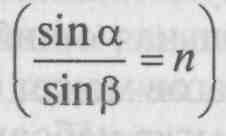 (sin α / sin β = n)